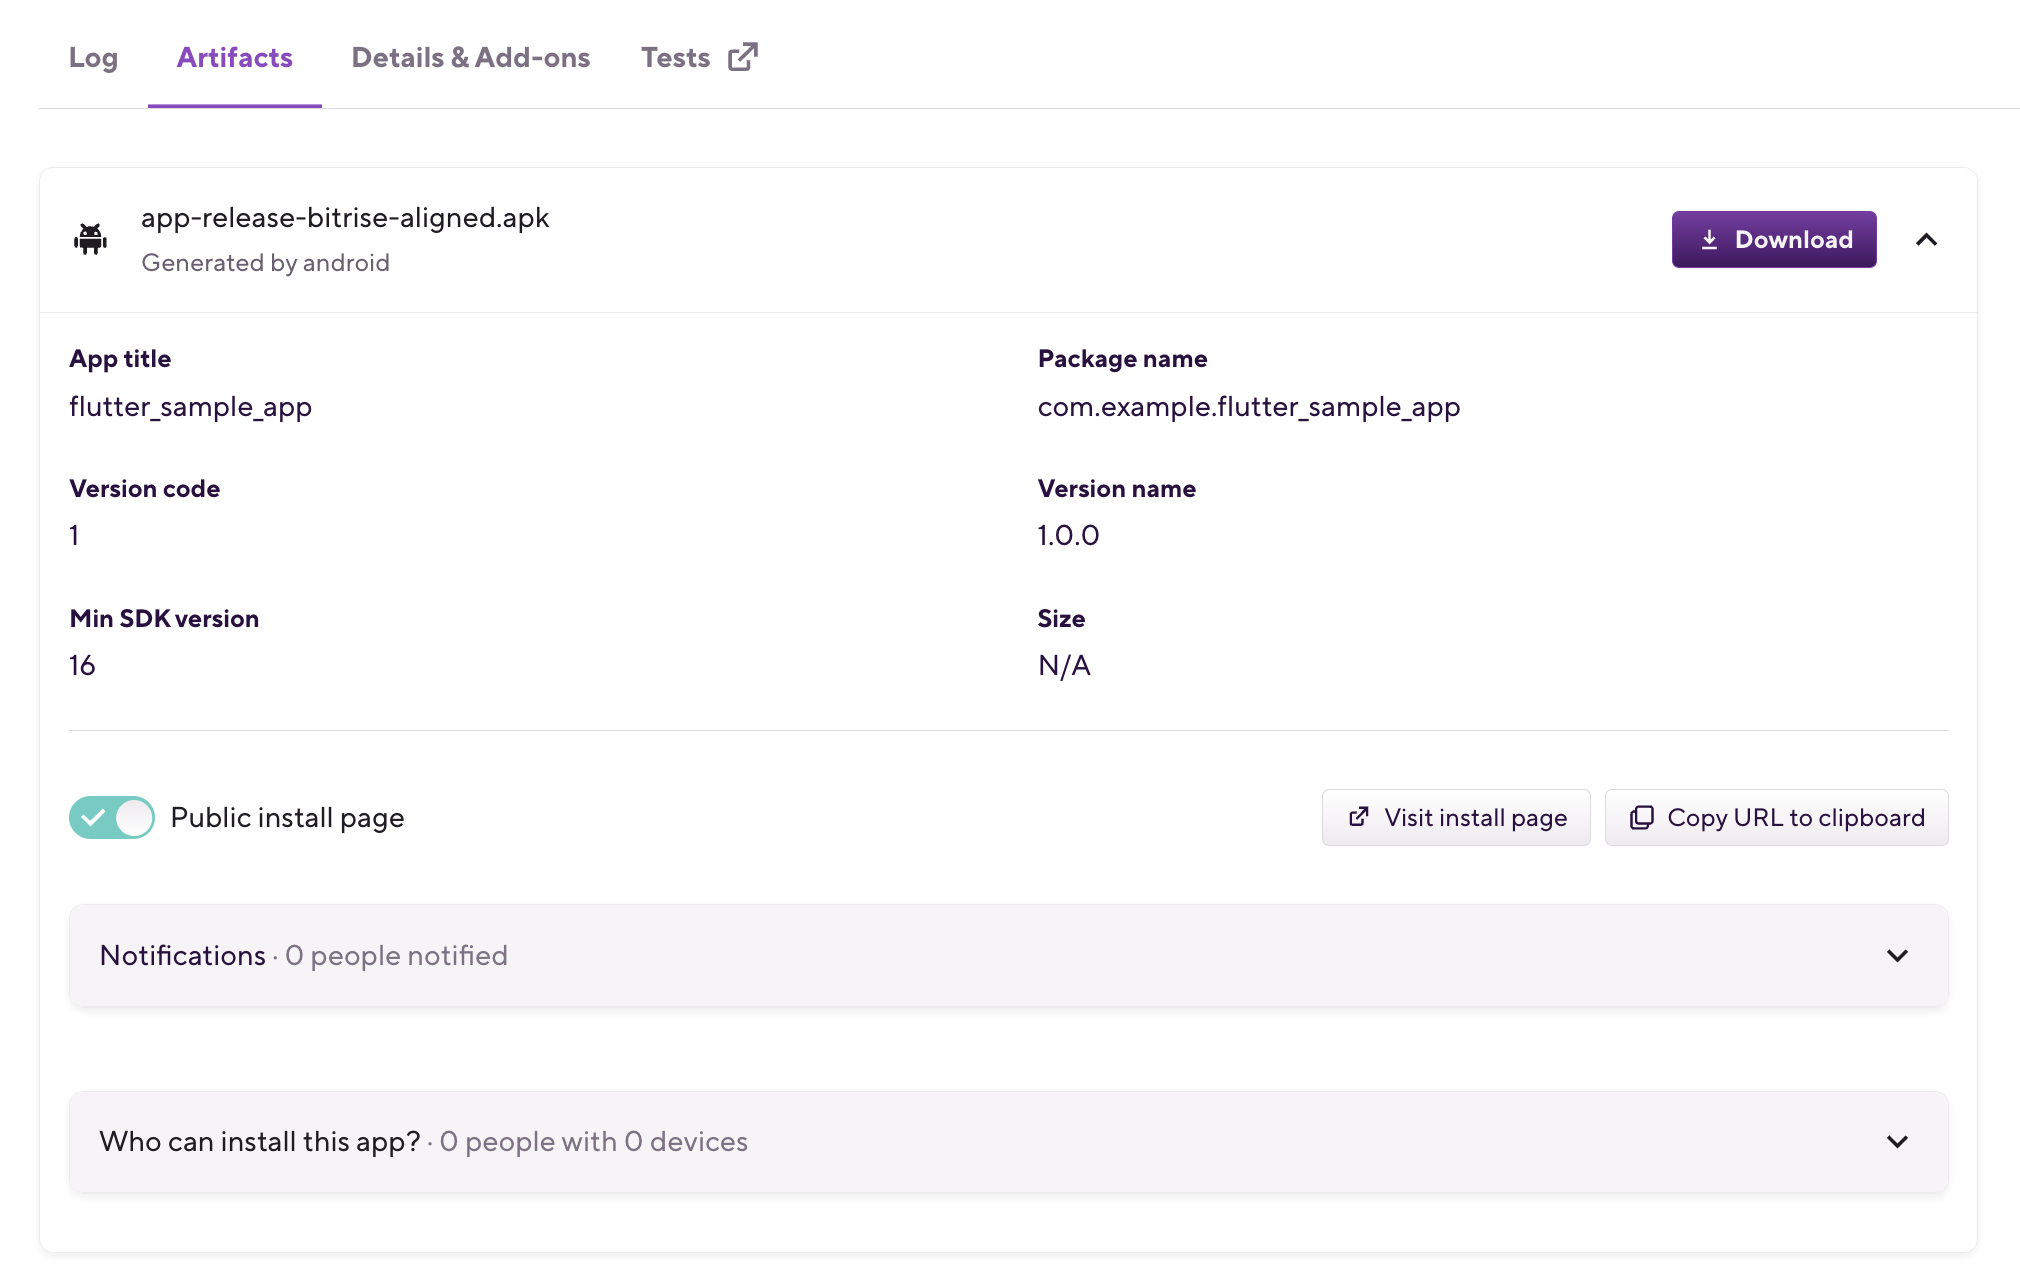 Log Artifacts Details & Add-ons Tests
app-release-bitrise-aligned.apk
Generated by android
Download
App title
flutter_sample_app
Package name
com.example.flutter_sample_app
Version code
1
Version name
1.0.0
Min SDK version
16
Size
N/A
Public install page
Visit install page
Copy URL to clipboard
Notifications · 0 people notified
Who can install this app? · 0 people with 0 devices